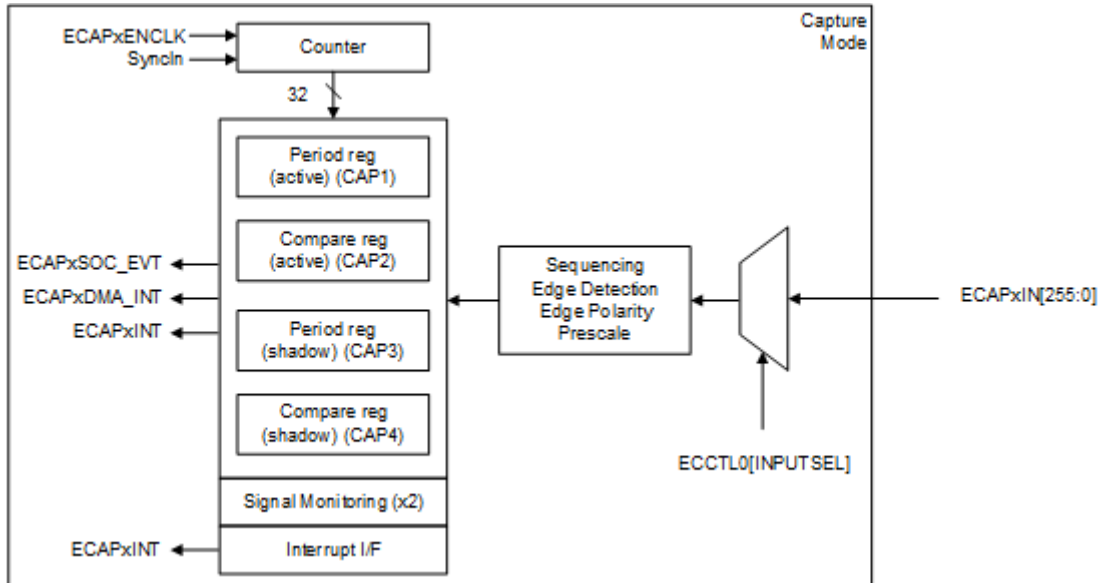 Capture
Mode
ECAPxENCLK
SyncIn
Counter
32
Period reg
(active) (CAP1)
Compare reg
(active) (CAP2)
ECAPxSOC_EVT
ECAPxDMA_INT
ECAPxINT
Period reg
(shadow) (CAP3)
Compare reg
(shadow) (CAP4)
Sequencing
Edge Detection
Edge Polarity
Prescale
ECAPxIN[255:0]
ECCTL0[INPUTSEL]
Signal Monitoring (x2)
ECAPxINT
Interrupt I/F